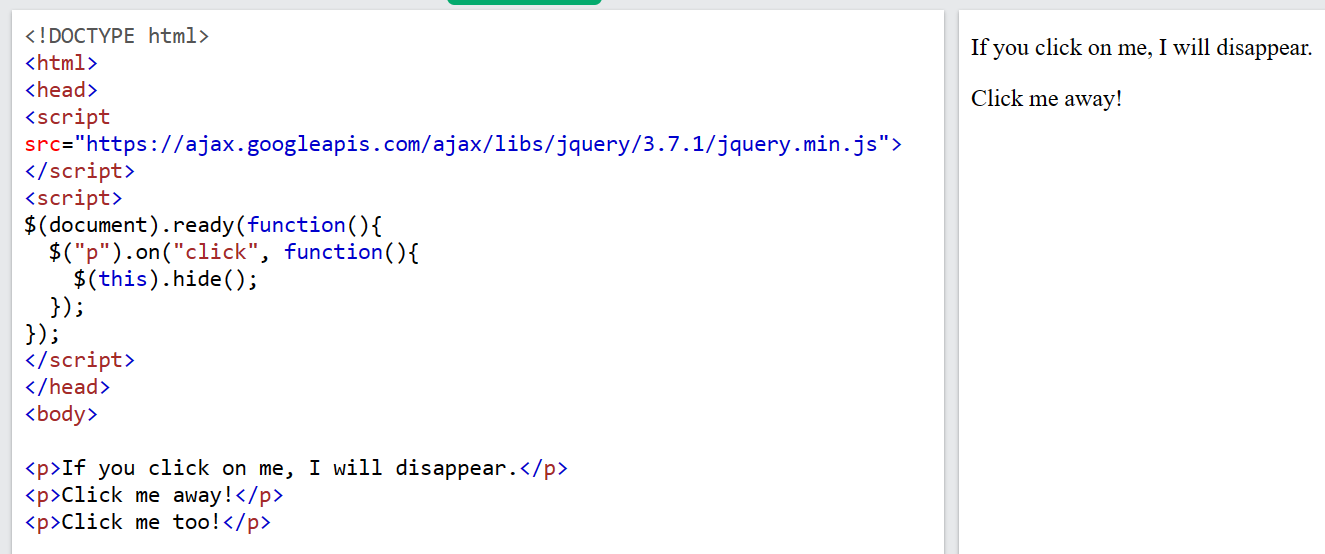 <!DOCTYPE html>
<html>
<head>
<script
src="https://ajax.googleapis.com/ajax/libs/jquery/3.7.1/jquery.min.js">
</script>
<script>
$(document).ready(function(){
  $("p").on("click", function(){
    $(this).hide();
  });
});
</script>
</head>
<body>

<p>If you click on me, I will disappear.</p>
<p>Click me away!</p>
<p>Click me too!</p>

If you click on me, I will disappear.
Click me away!